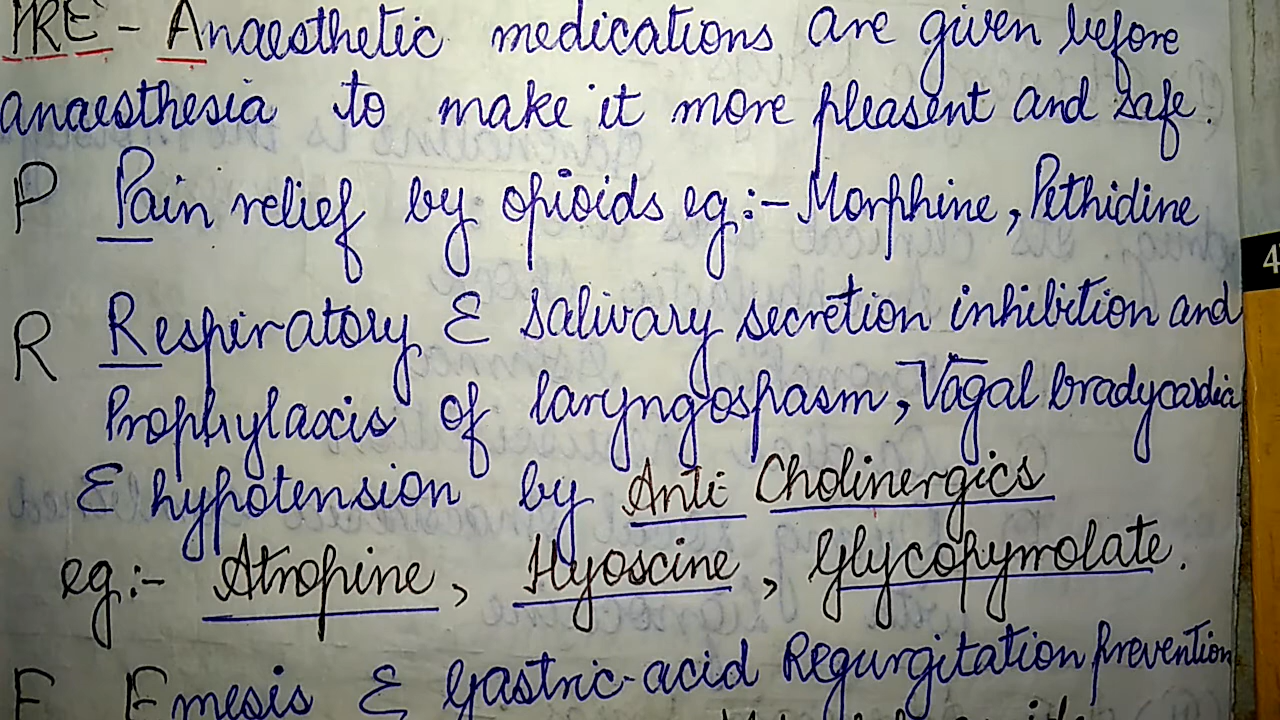 PRE - Anaesthetic medications are given before
anaesthesia to make it more pleasent and safe.
P Pain relief by opioids eg:- Morphine, Pethidine
R Respiratory & salivary secretion inhibition and
Prophylaxis of laryngospasm, Vagal bradycardia
& hypotension by Anti Cholinergics
eg:- Atropine, Hyoscine, Glycopyrrolate.
E Emesis & Gastric acid Regurgitation prevention
4